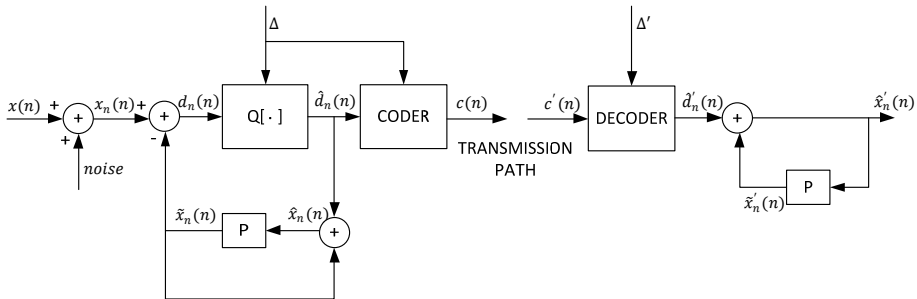 Δ
Δ′
x(n)
+
+
+
noise
x_n(n)
+
+
-
d_n(n)
Q[·]
d̂_n(n)
CODER
c(n)
TRANSMISSION
PATH
c′(n)
DECODER
d̂′_n(n)
+
x̂′_n(n)
x̃_n(n)
P
x̂_n(n)
+
x̃′_n(n)
P